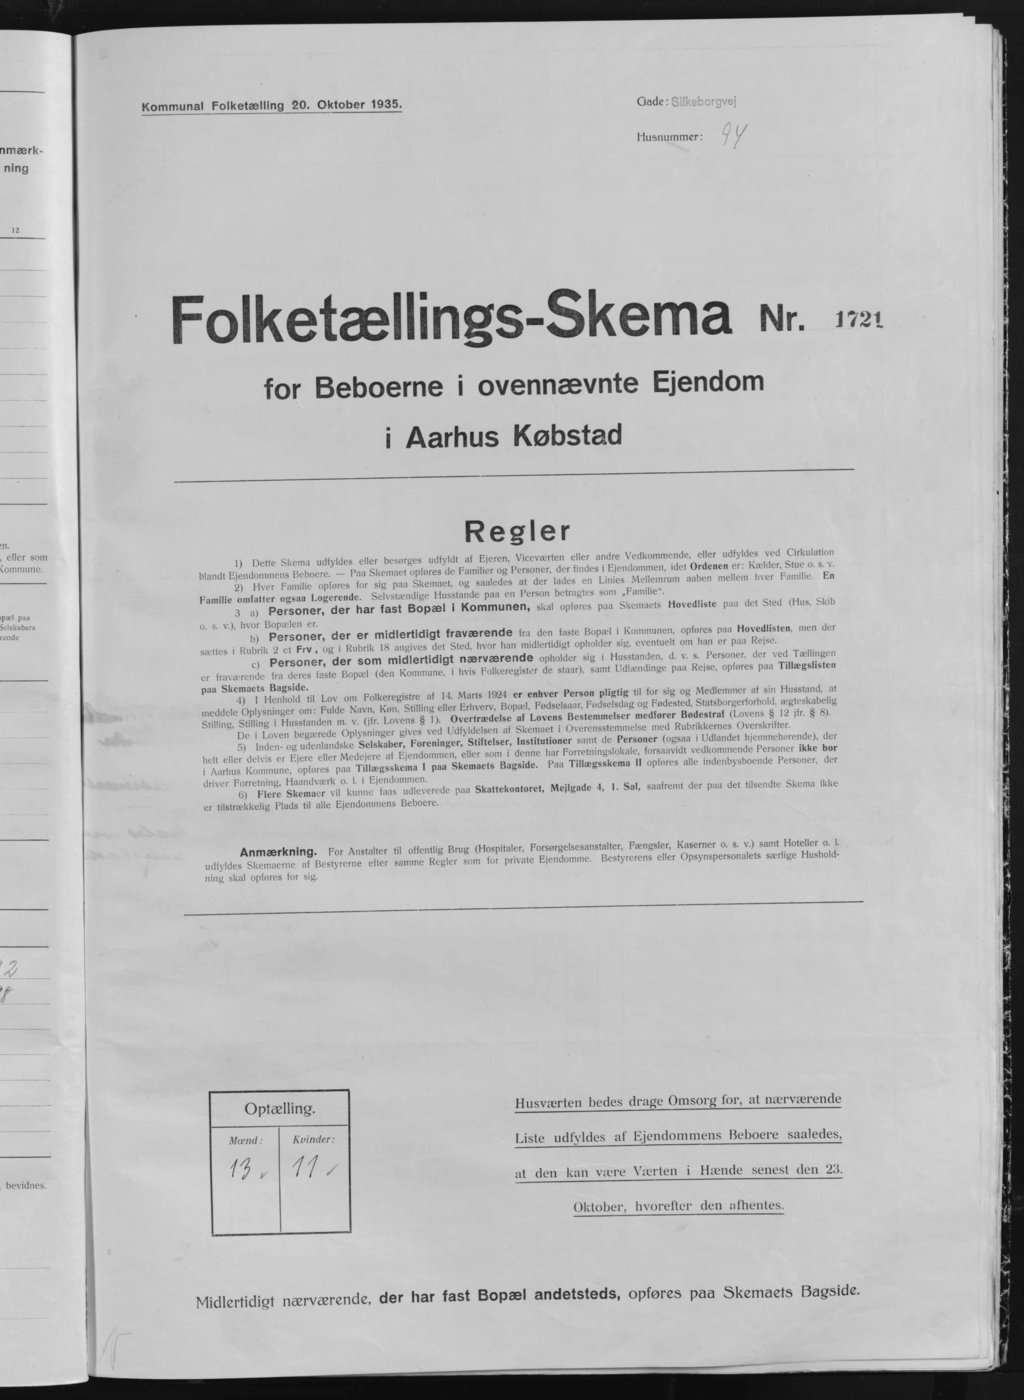 nmærk-
ning
12
en.
, eller som
Kommune.
opæl paa
Selskabers
rende
2
, bevidnes.
Kommunal Folketælling 20. Oktober 1935.
Gade: Silkeborgvej
Husnummer: 94
Folketællings-Skema Nr. 1721
for Beboerne i ovennævnte Ejendom
i Aarhus Købstad
Regler
1) Dette Skema udfyldes eller besørges udfyldt af Ejeren, Viceværten eller andre Vedkommende, eller udfyldes ved Cirkulation
blandt Ejendommens Beboere. — Paa Skemaet opføres de Familier og Personer, der findes i Ejendommen, idet Ordenen er: Kælder, Stue o. s. v.
2) Hver Familie opføres for sig paa Skemaet, og saaledes at der lades en Linies Mellemrum aaben mellem hver Familie. En
Familie omfatter ogsaa Logerende. Selvstændige Husstande paa en Person betragtes som „Familie“.
3 a) Personer, der har fast Bopæl i Kommunen, skal opføres paa Skemaets Hovedliste paa det Sted (Hus, Skib
o. s. v.), hvor Bopælen er.
b) Personer, der er midlertidigt fraværende fra den faste Bopæl i Kommunen, opføres paa Hovedlisten, men der
sættes i Rubrik 2 et Frv, og i Rubrik 18 angives det Sted, hvor han midlertidigt opholder sig, eventuelt om han er paa Rejse.
c) Personer, der som midlertidigt nærværende opholder sig i Husstanden, d. v. s. Personer, der ved Tællingen
er fraværende fra deres faste Bopæl (den Kommune, i hvis Folkeregister de staar), samt Udlændinge paa Rejse, opføres paa Tillægslisten
paa Skemaets Bagside.
4) I Henhold til Lov om Folkeregistre af 14. Marts 1924 er enhver Person pligtig til for sig og Medlemmer af sin Husstand, at
meddele Oplysninger om: Fulde Navn, Køn, Stilling eller Erhverv, Bopæl, Fødselsaar, Fødselsdag og Fødested, Statsborgerforhold, ægteskabelig
Stilling, Stilling i Husstanden m. v. (jfr. Lovens § 1). Overtrædelse af Lovens Bestemmelser medfører Bødestraf (Lovens § 12 jfr. § 8).
De i Loven begærede Oplysninger gives ved Udfyldelsen af Skemaet i Overensstemmelse med Rubrikkernes Overskrifter.
5) Inden- og udenlandske Selskaber, Foreninger, Stiftelser, Institutioner samt de Personer (ogsaa i Udlandet hjemmehørende), der
helt eller delvis er Ejere eller Medejere af Ejendommen, eller som i denne har Forretningslokale, forsaavidt vedkommende Personer ikke bor
i Aarhus Kommune, opføres paa Tillægsskema I paa Skemaets Bagside. Paa Tillægsskema II opføres alle indenbysboende Personer, der
driver Forretning, Haandværk o. l. i Ejendommen.
6) Flere Skemaer vil kunne faas udleverede paa Skattekontoret, Mejlgade 4, 1. Sal, saafremt der paa det tilsendte Skema ikke
er tilstrækkelig Plads til alle Ejendommens Beboere.
Anmærkning. For Anstalter til offentlig Brug (Hospitaler, Forsørgelsesanstalter, Fængsler, Kaserner o. s. v.) samt Hoteller o. l.
udfyldes Skemaerne af Bestyrerne efter samme Regler som for private Ejendomme. Bestyrerens eller Opsynspersonalets særlige Hushold-
ning skal opføres for sig.
Optælling.
Mænd: Kvinder:
13 11
Husværten bedes drage Omsorg for, at nærværende
Liste udfyldes af Ejendommens Beboere saaledes,
at den kan være Værten i Hænde senest den 23.
Oktober, hvorefter den afhentes.
Midlertidigt nærværende, der har fast Bopæl andetsteds, opføres paa Skemaets Bagside.